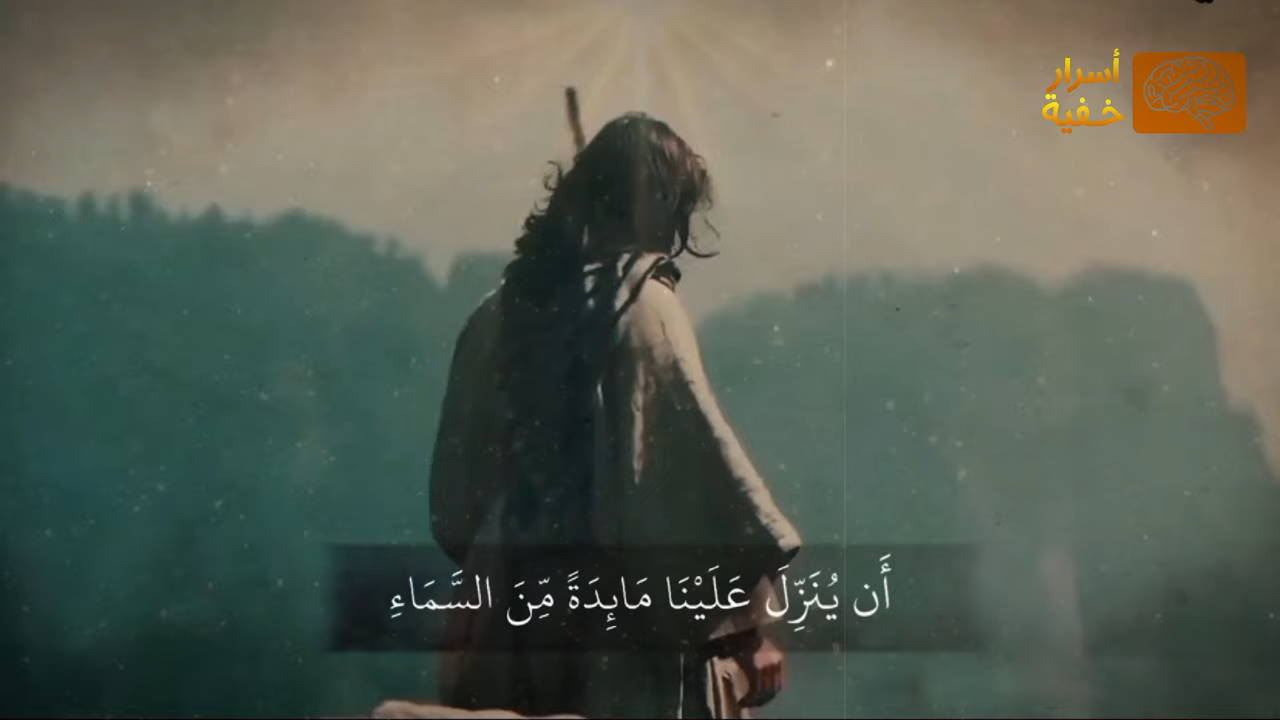 أسرار
خفية
أَن يُنَزِّلَ عَلَيْنَا مَائِدَةً مِّنَ السَّمَاءِ